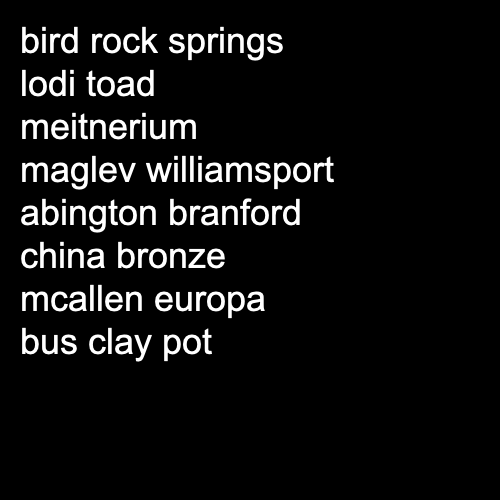 bird rock springs
lodi toad
meitnerium
maglev williamsport
abington branford
china bronze
mcallen europa
bus clay pot